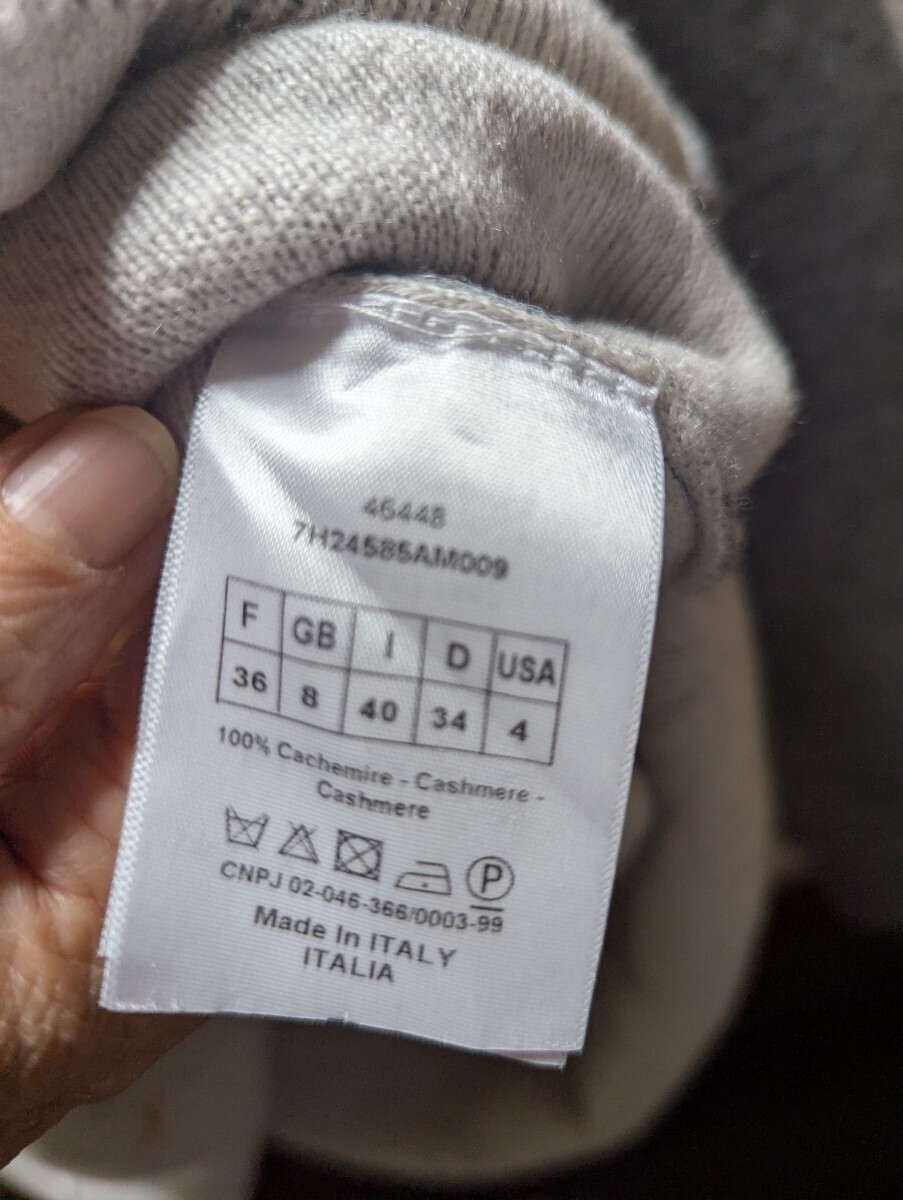 46448
7H24585AM009
F GB I D USA
36 8 40 34 4
100% Cachemire - Cashmere -
Cashmere
P
CNPJ 02-046-366/0003-99
Made In ITALY
ITALIA